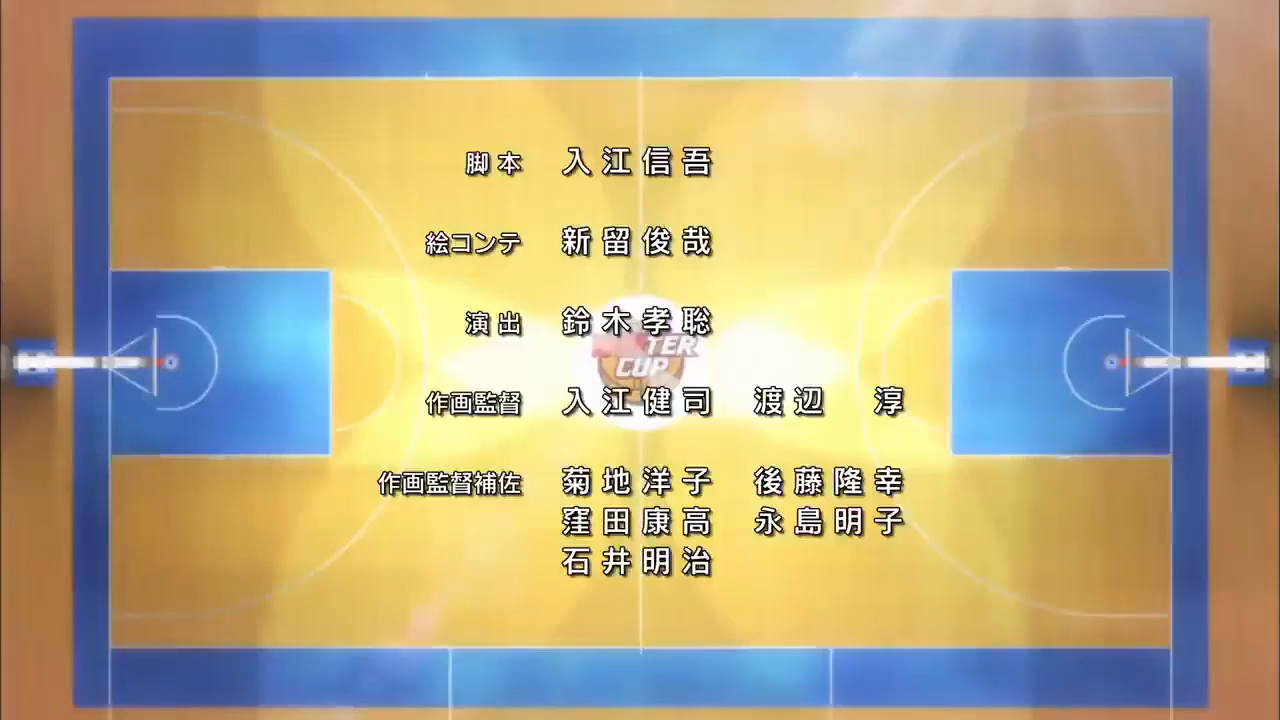 脚本 入江信吾
絵コンテ 新留俊哉
演出 鈴木孝聡
TER
CUP
作画監督 入江健司 渡辺 淳
作画監督補佐 菊地洋子 後藤隆幸
窪田康高 永島明子
石井明治